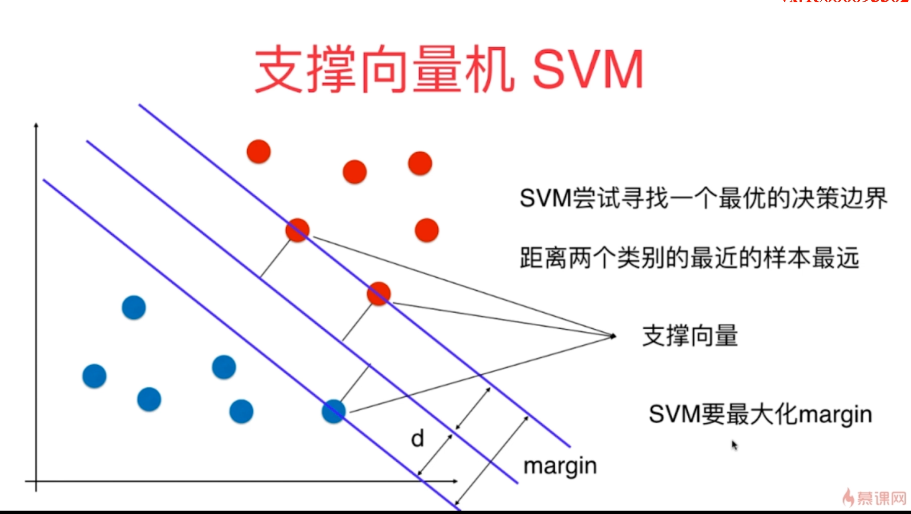 支撑向量机 SVM
SVM尝试寻找一个最优的决策边界
距离两个类别的最近的样本最远
支撑向量
SVM要最大化margin
d
margin
慕课网